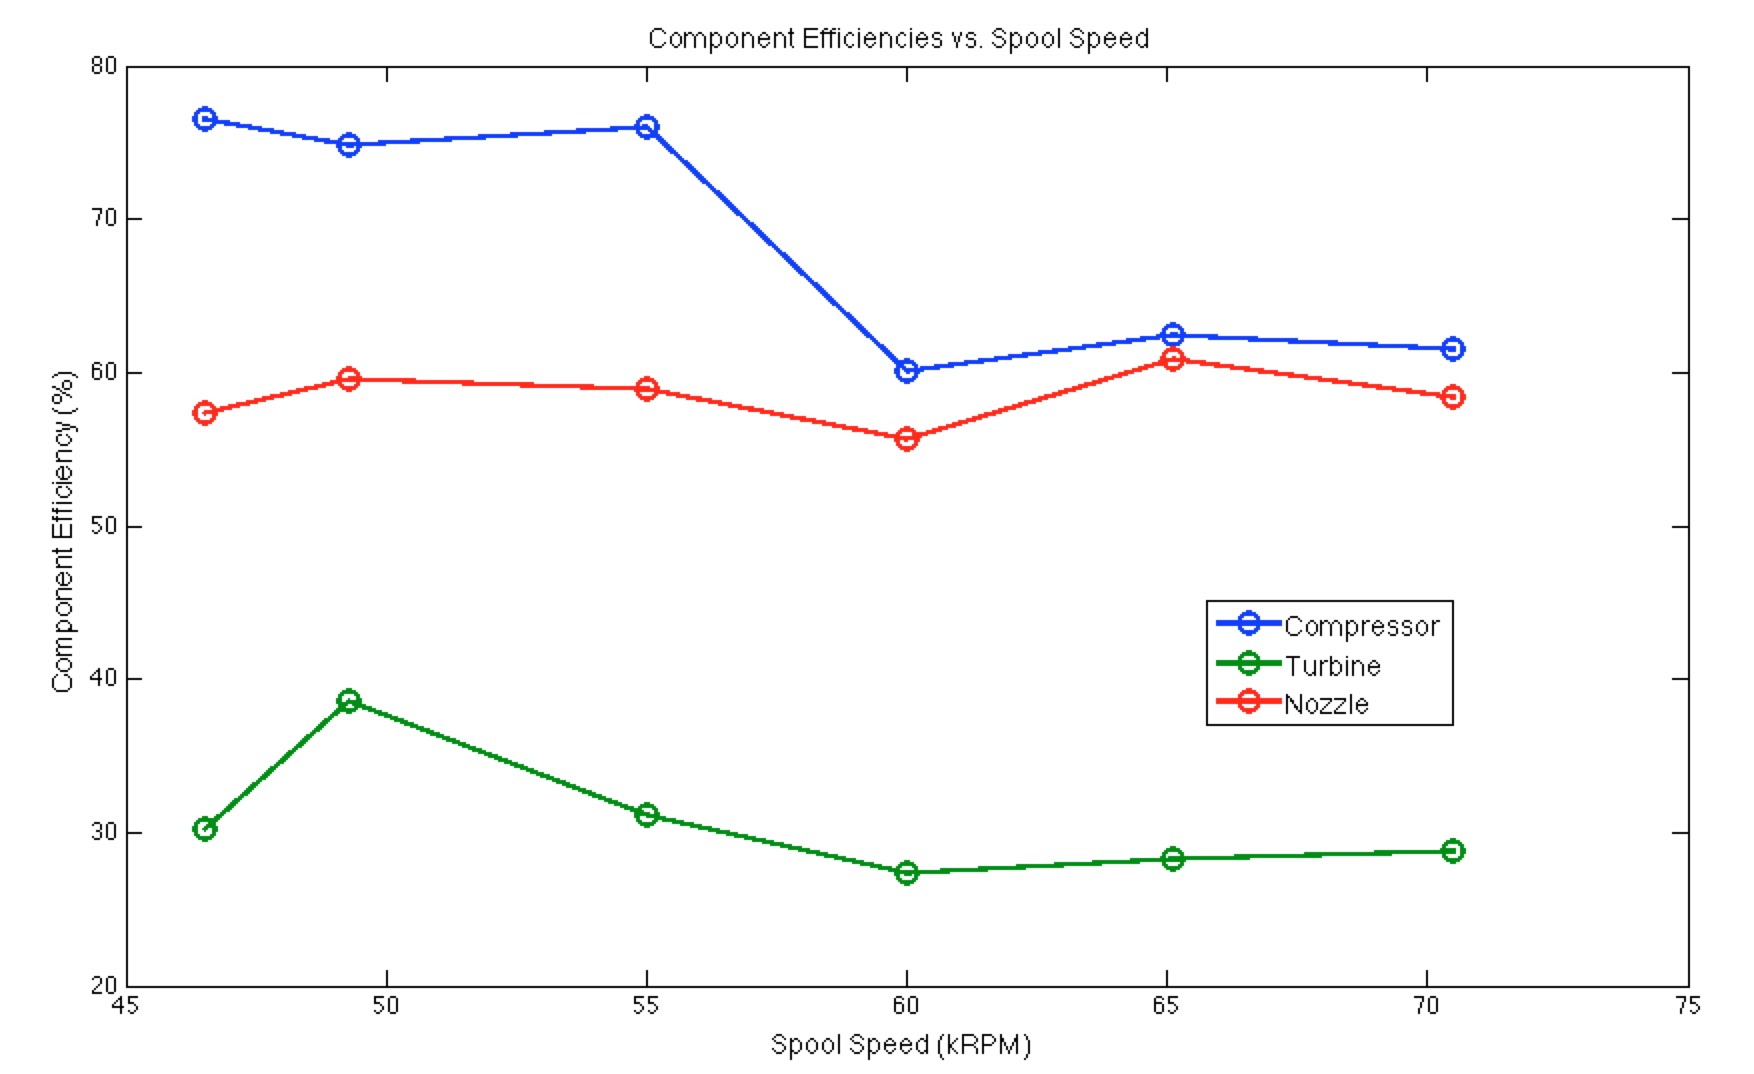 Component Efficiencies vs. Spool Speed
80
70
60
50
40
30
20
Component Efficiency (%)
Compressor
Turbine
Nozzle
45 50 55 60 65 70 75
Spool Speed (kRPM)